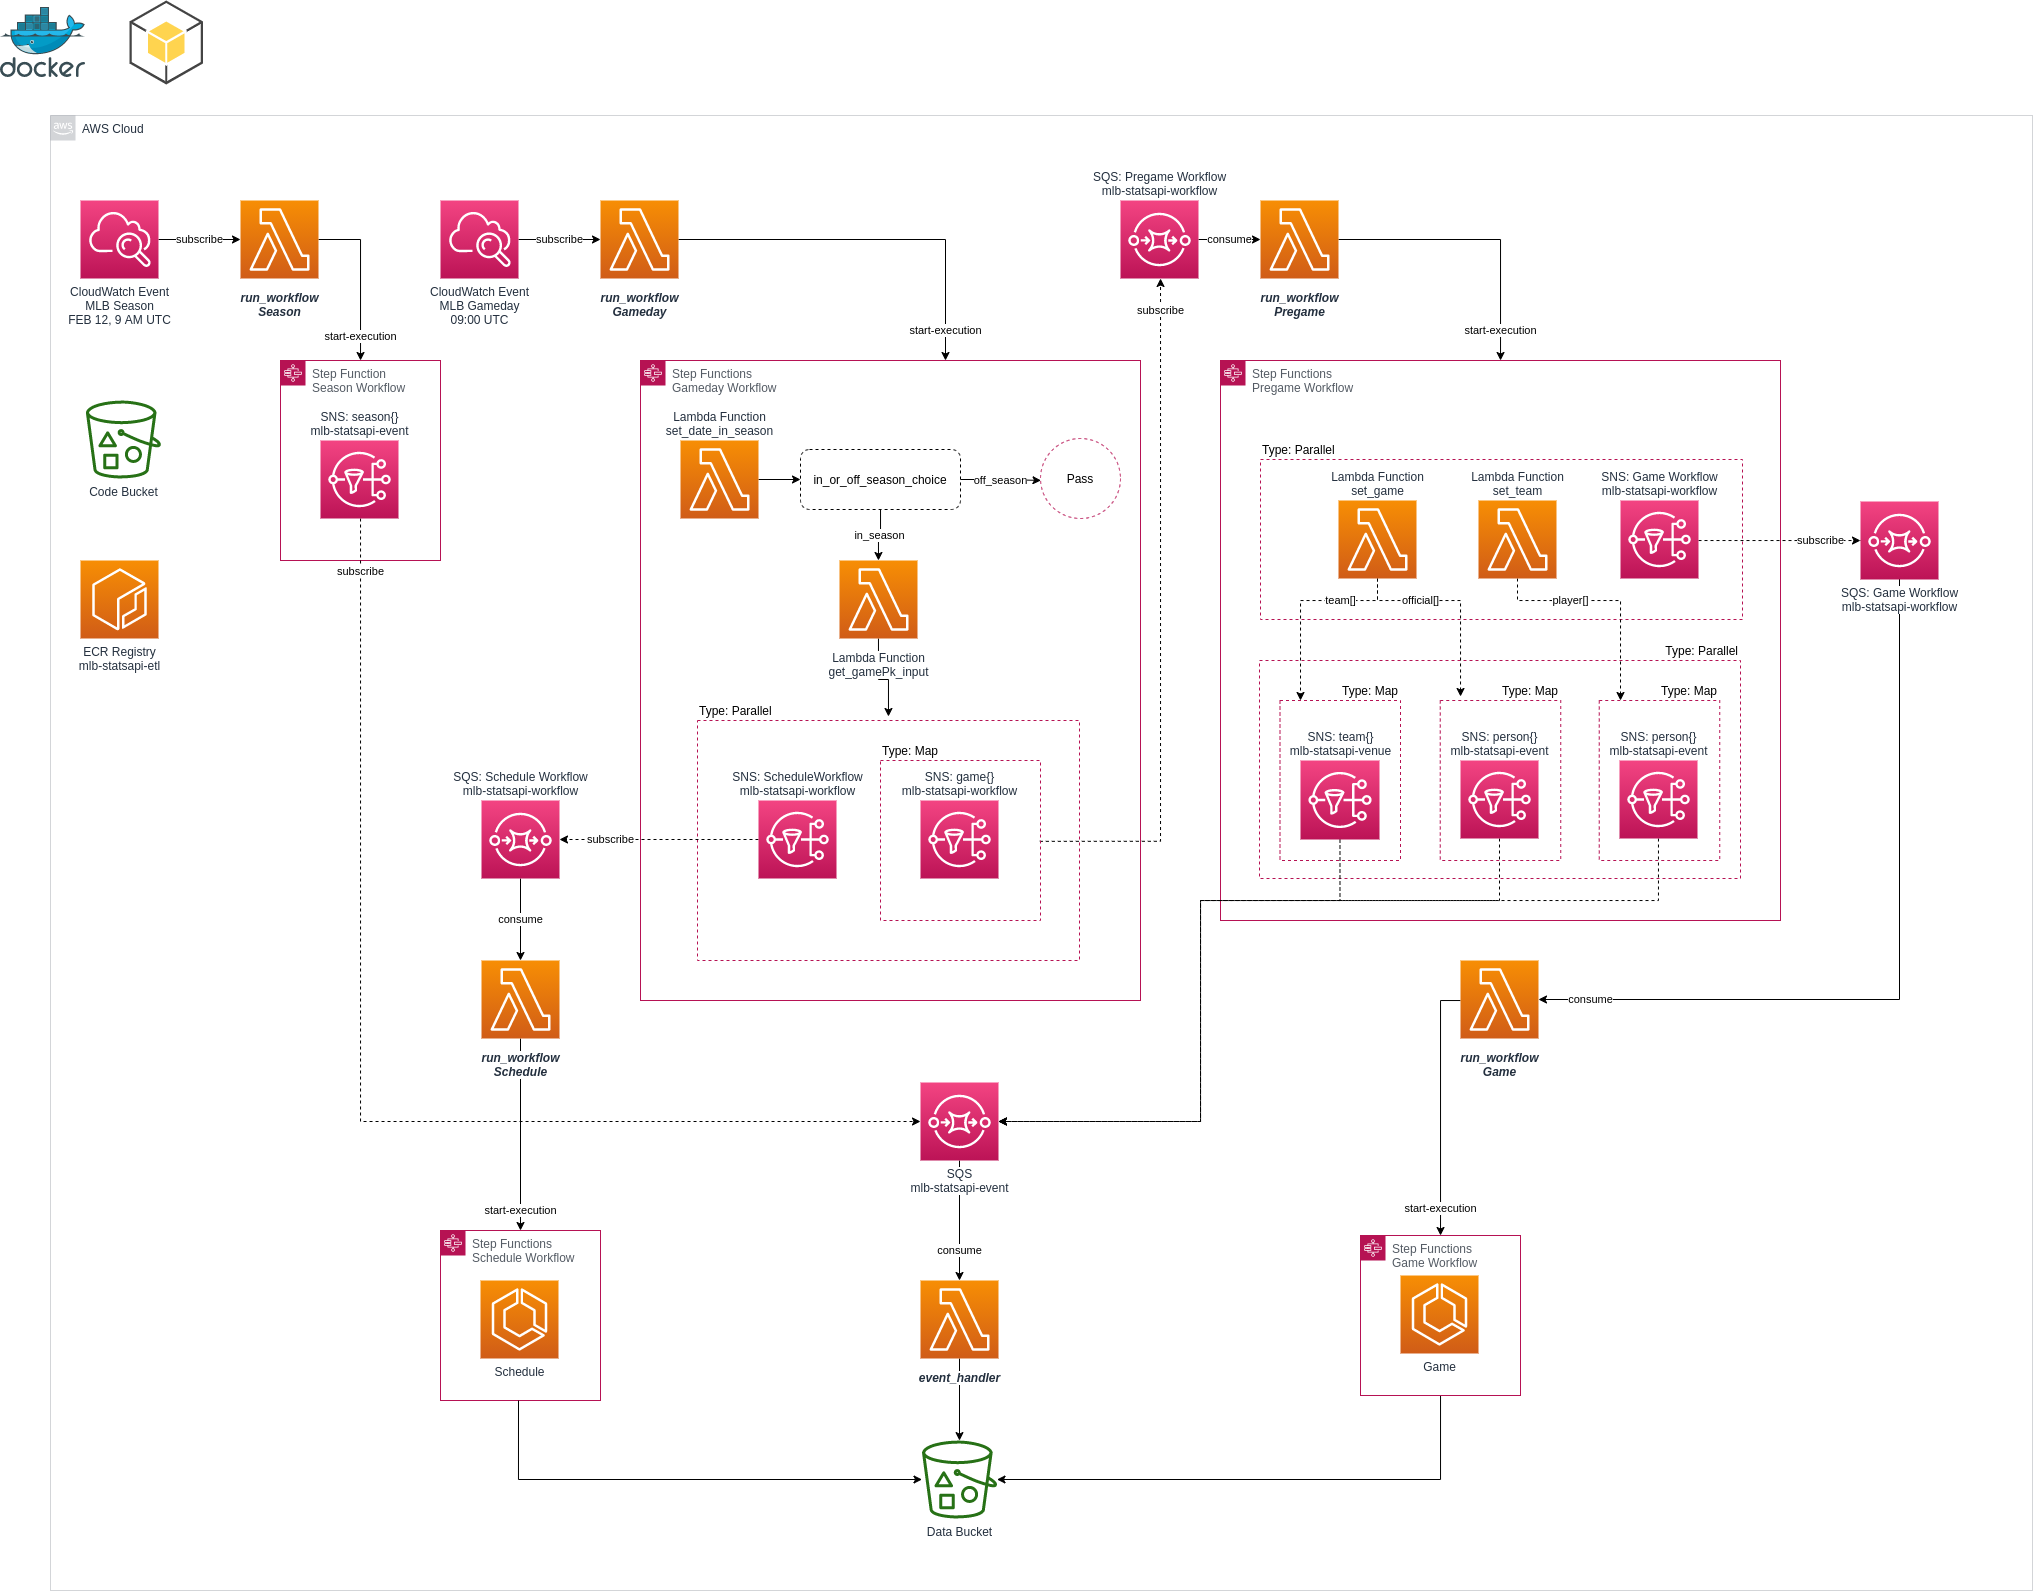 docker
aws
AWS Cloud
SQS: Pregame Workflow
mlb-statsapi-workflow
subscribe
subscribe
consume
CloudWatch Event
MLB Season
FEB 12, 9 AM UTC
run_workflow
Season
CloudWatch Event
MLB Gameday
09:00 UTC
run_workflow
Gameday
subscribe
run_workflow
Pregame
start-execution
start-execution
start-execution
Step Function
Season Workflow
SNS: season{}
mlb-statsapi-event
subscribe
Code Bucket
ECR Registry
mlb-statsapi-etl
Step Functions
Gameday Workflow
Lambda Function
set_date_in_season
in_or_off_season_choice
off_season
Pass
in_season
Lambda Function
get_gamePk_input
Type: Parallel
Type: Map
SNS: ScheduleWorkflow
mlb-statsapi-workflow
SNS: game{}
mlb-statsapi-workflow
Step Functions
Pregame Workflow
Type: Parallel
Lambda Function
set_game
Lambda Function
set_team
SNS: Game Workflow
mlb-statsapi-workflow
subscribe
SQS: Game Workflow
mlb-statsapi-workflow
team[]
official[]
player[]
Type: Parallel
Type: Map
Type: Map
Type: Map
SNS: team{}
mlb-statsapi-venue
SNS: person{}
mlb-statsapi-event
SNS: person{}
mlb-statsapi-event
SQS: Schedule Workflow
mlb-statsapi-workflow
subscribe
consume
run_workflow
Schedule
consume
run_workflow
Game
SQS
mlb-statsapi-event
start-execution
start-execution
consume
Step Functions
Schedule Workflow
Schedule
event_handler
Step Functions
Game Workflow
Game
Data Bucket